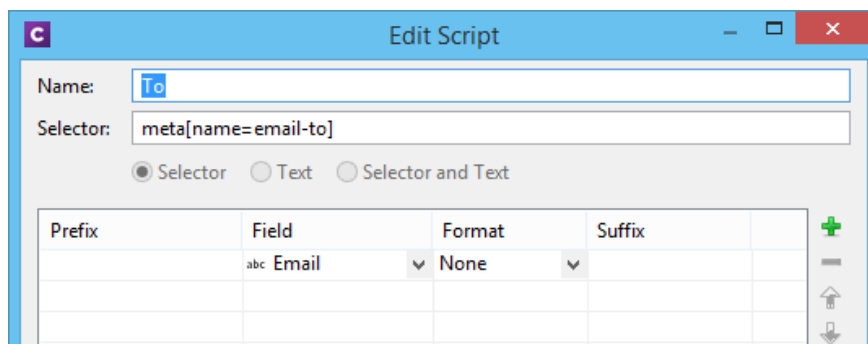 C Edit Script
Name: To
Selector: meta[name=email-to]
Selector Text Selector and Text
Prefix Field Format Suffix
abc Email None